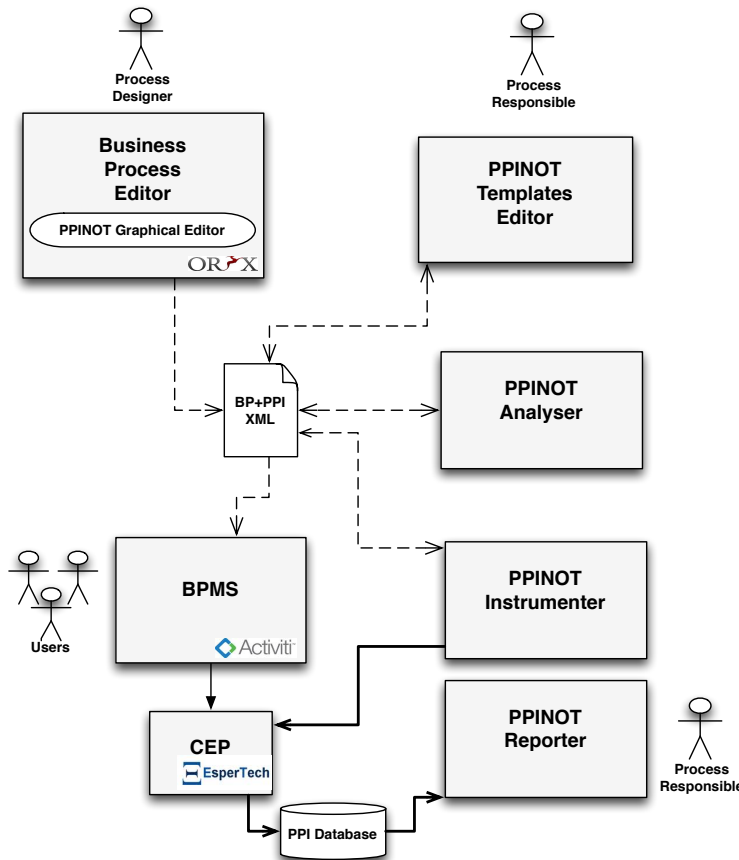 Process
Designer
Process
Responsible
Business
Process
Editor
PPINOT Graphical Editor
ORYX
PPINOT
Templates
Editor
BP+PPI
XML
PPINOT
Analyser
BPMS
Activiti
Users
PPINOT
Instrumenter
CEP
EsperTech
PPINOT
Reporter
Process
Responsible
PPI Database